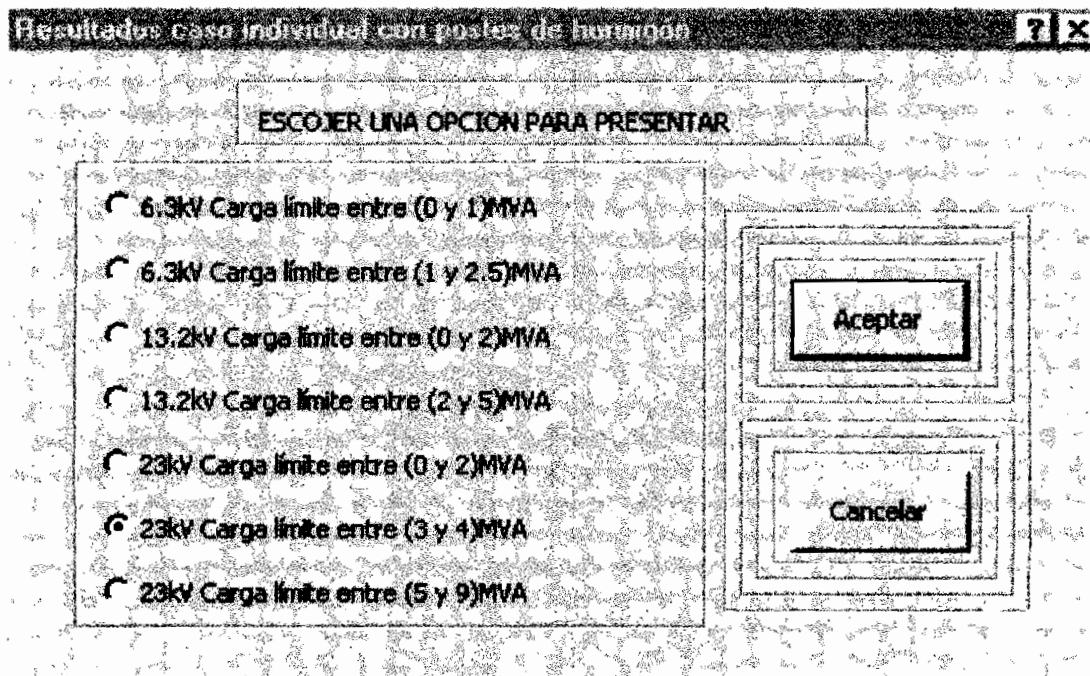 Resultados caso individual con postes de hormigón
? X
ESCOJER UNA OPCION PARA PRESENTAR
6.3kV Carga límite entre (0 y 1)MVA
6.3kV Carga límite entre (1 y 2.5)MVA
13.2kV Carga límite entre (0 y 2)MVA
13.2kV Carga límite entre (2 y 5)MVA
23kV Carga límite entre (0 y 2)MVA
23kV Carga límite entre (3 y 4)MVA
23kV Carga límite entre (5 y 9)MVA
Aceptar
Cancelar